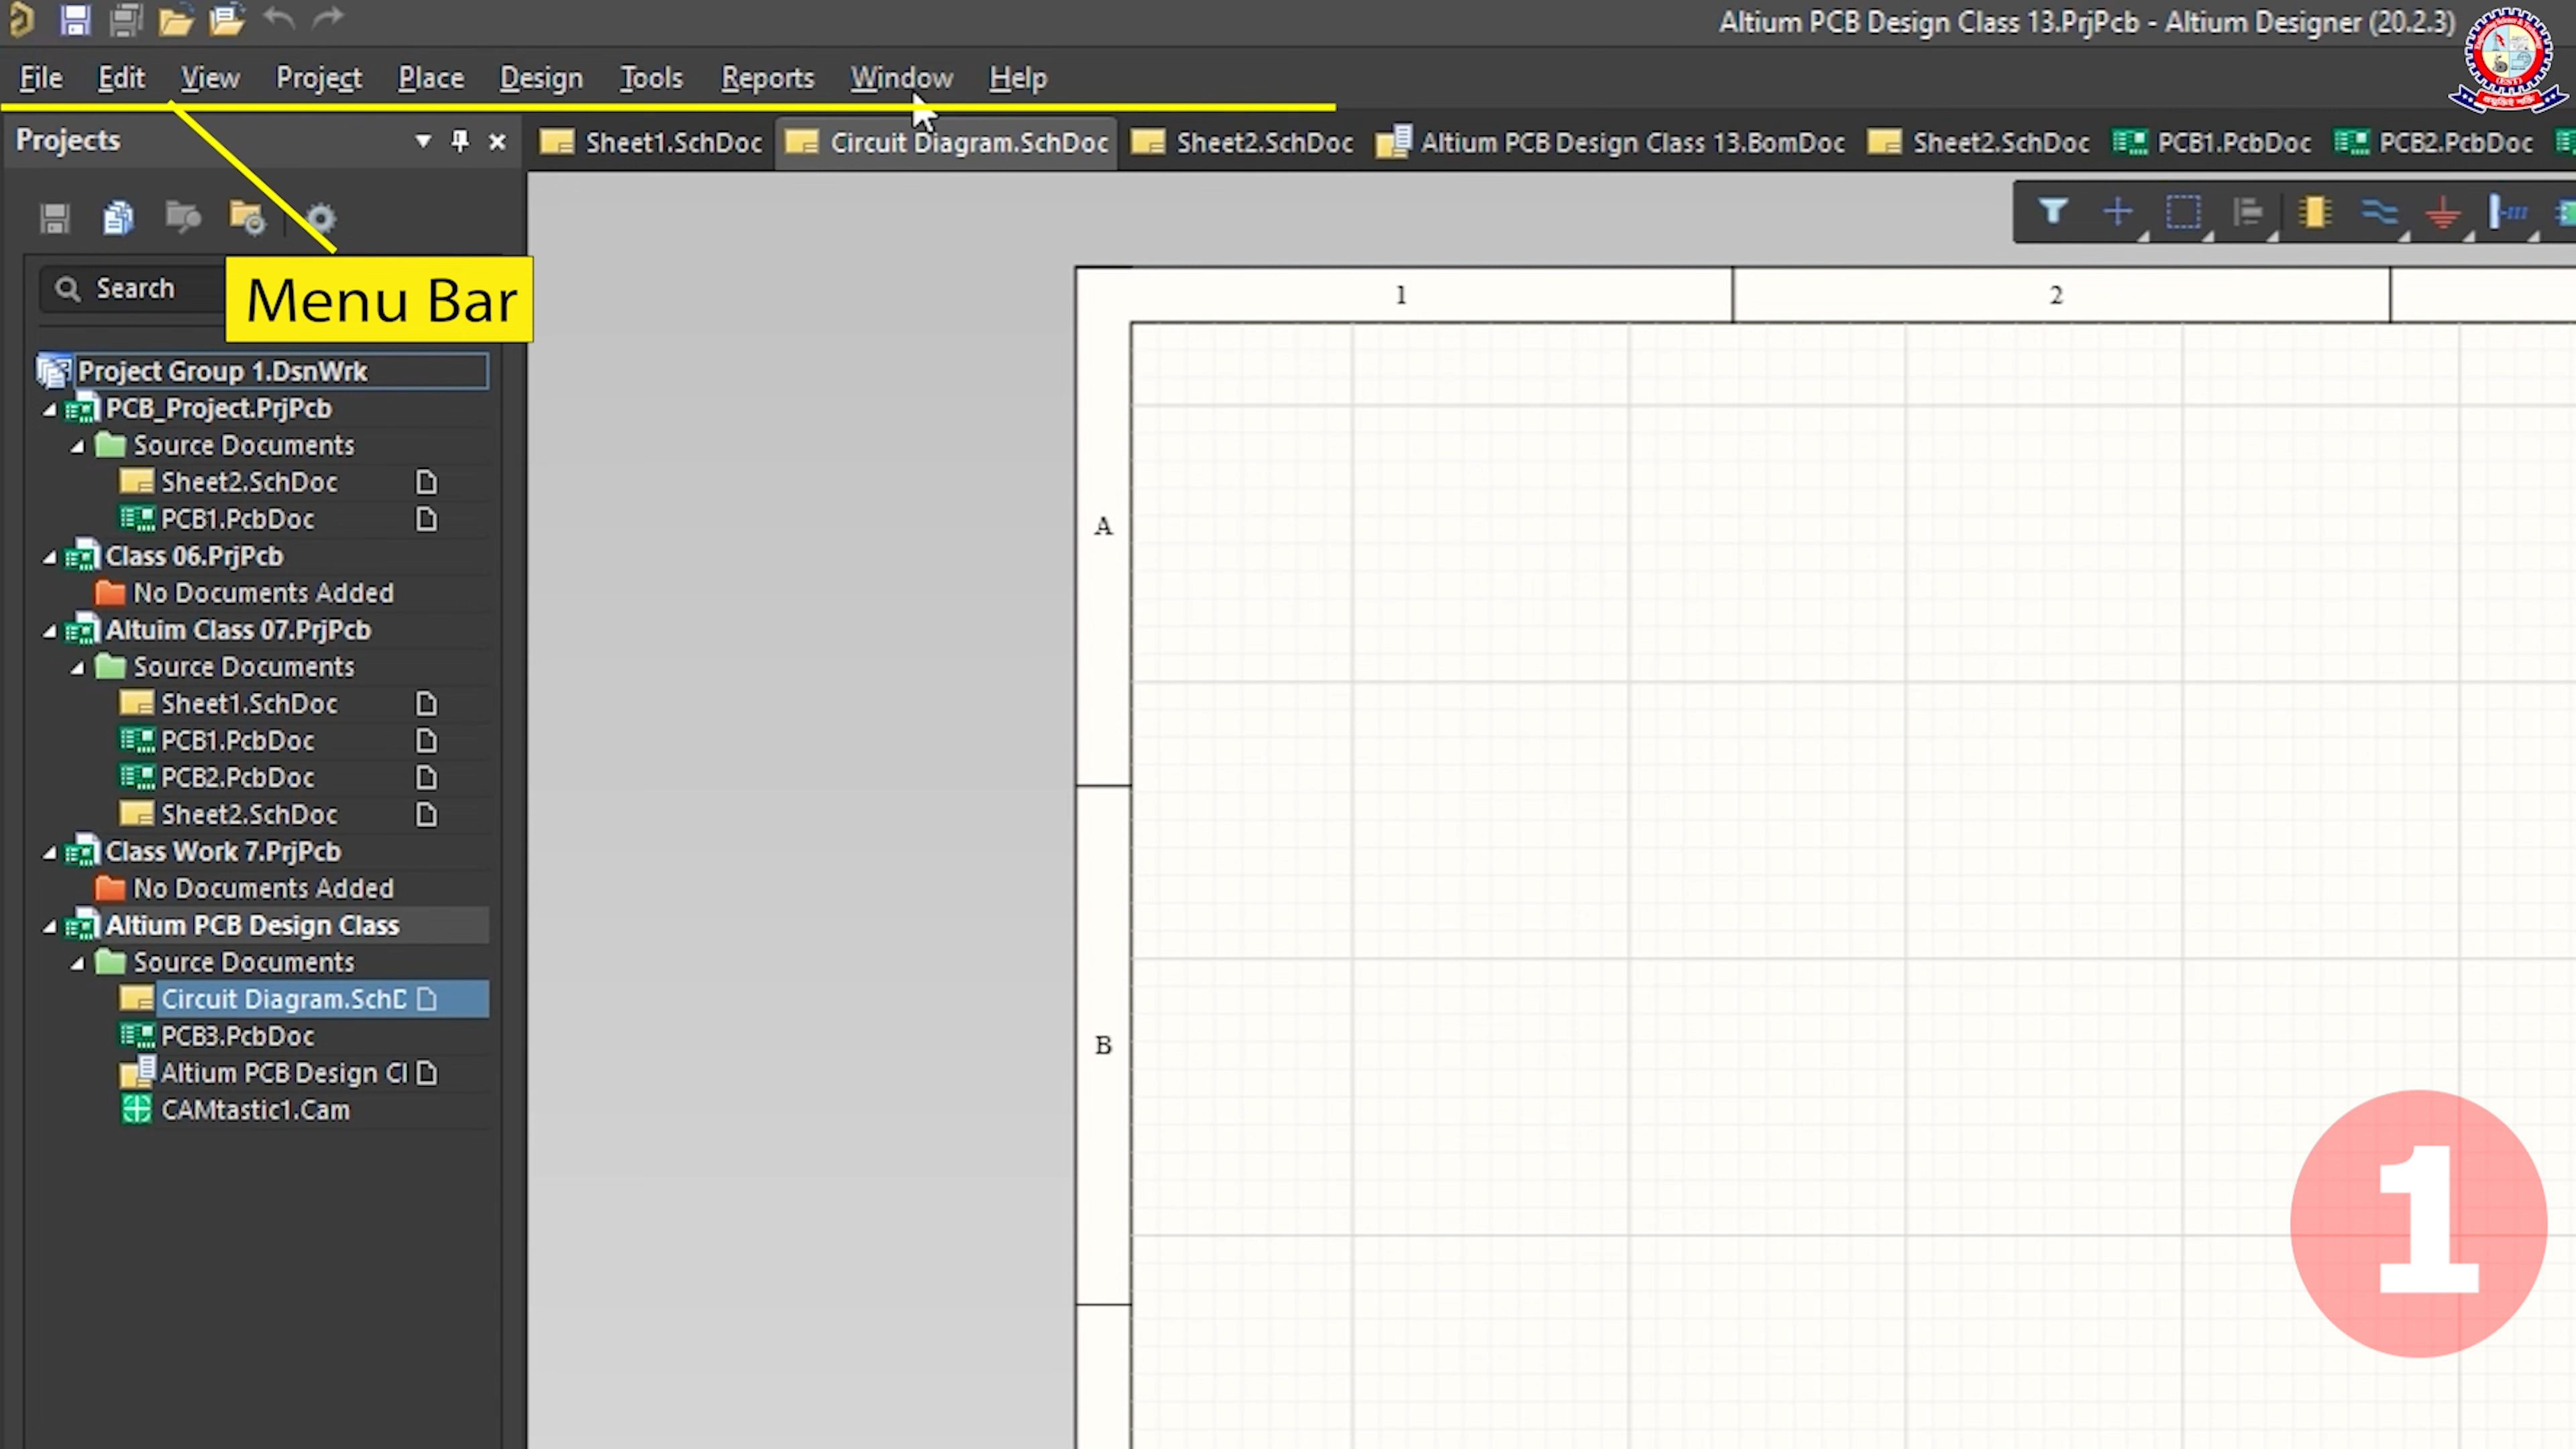 Altium PCB Design Class 13.PrjPcb - Altium Designer (20.2.3)
File Edit View Project Place Design Tools Reports Window Help
Projects
Sheet1.SchDoc Circuit Diagram.SchDoc Sheet2.SchDoc Altium PCB Design Class 13.BomDoc Sheet2.SchDoc PCB1.PcbDoc PCB2.PcbDoc
Search
Menu Bar
1 2
Project Group 1.DsnWrk
PCB_Project.PrjPcb
Source Documents
Sheet2.SchDoc
PCB1.PcbDoc
A
Class 06.PrjPcb
No Documents Added
Altuim Class 07.PrjPcb
Source Documents
Sheet1.SchDoc
PCB1.PcbDoc
PCB2.PcbDoc
Sheet2.SchDoc
Class Work 7.PrjPcb
No Documents Added
Altium PCB Design Class
Source Documents
Circuit Diagram.SchD
PCB3.PcbDoc
B
Altium PCB Design Cl
CAMtastic1.Cam
1